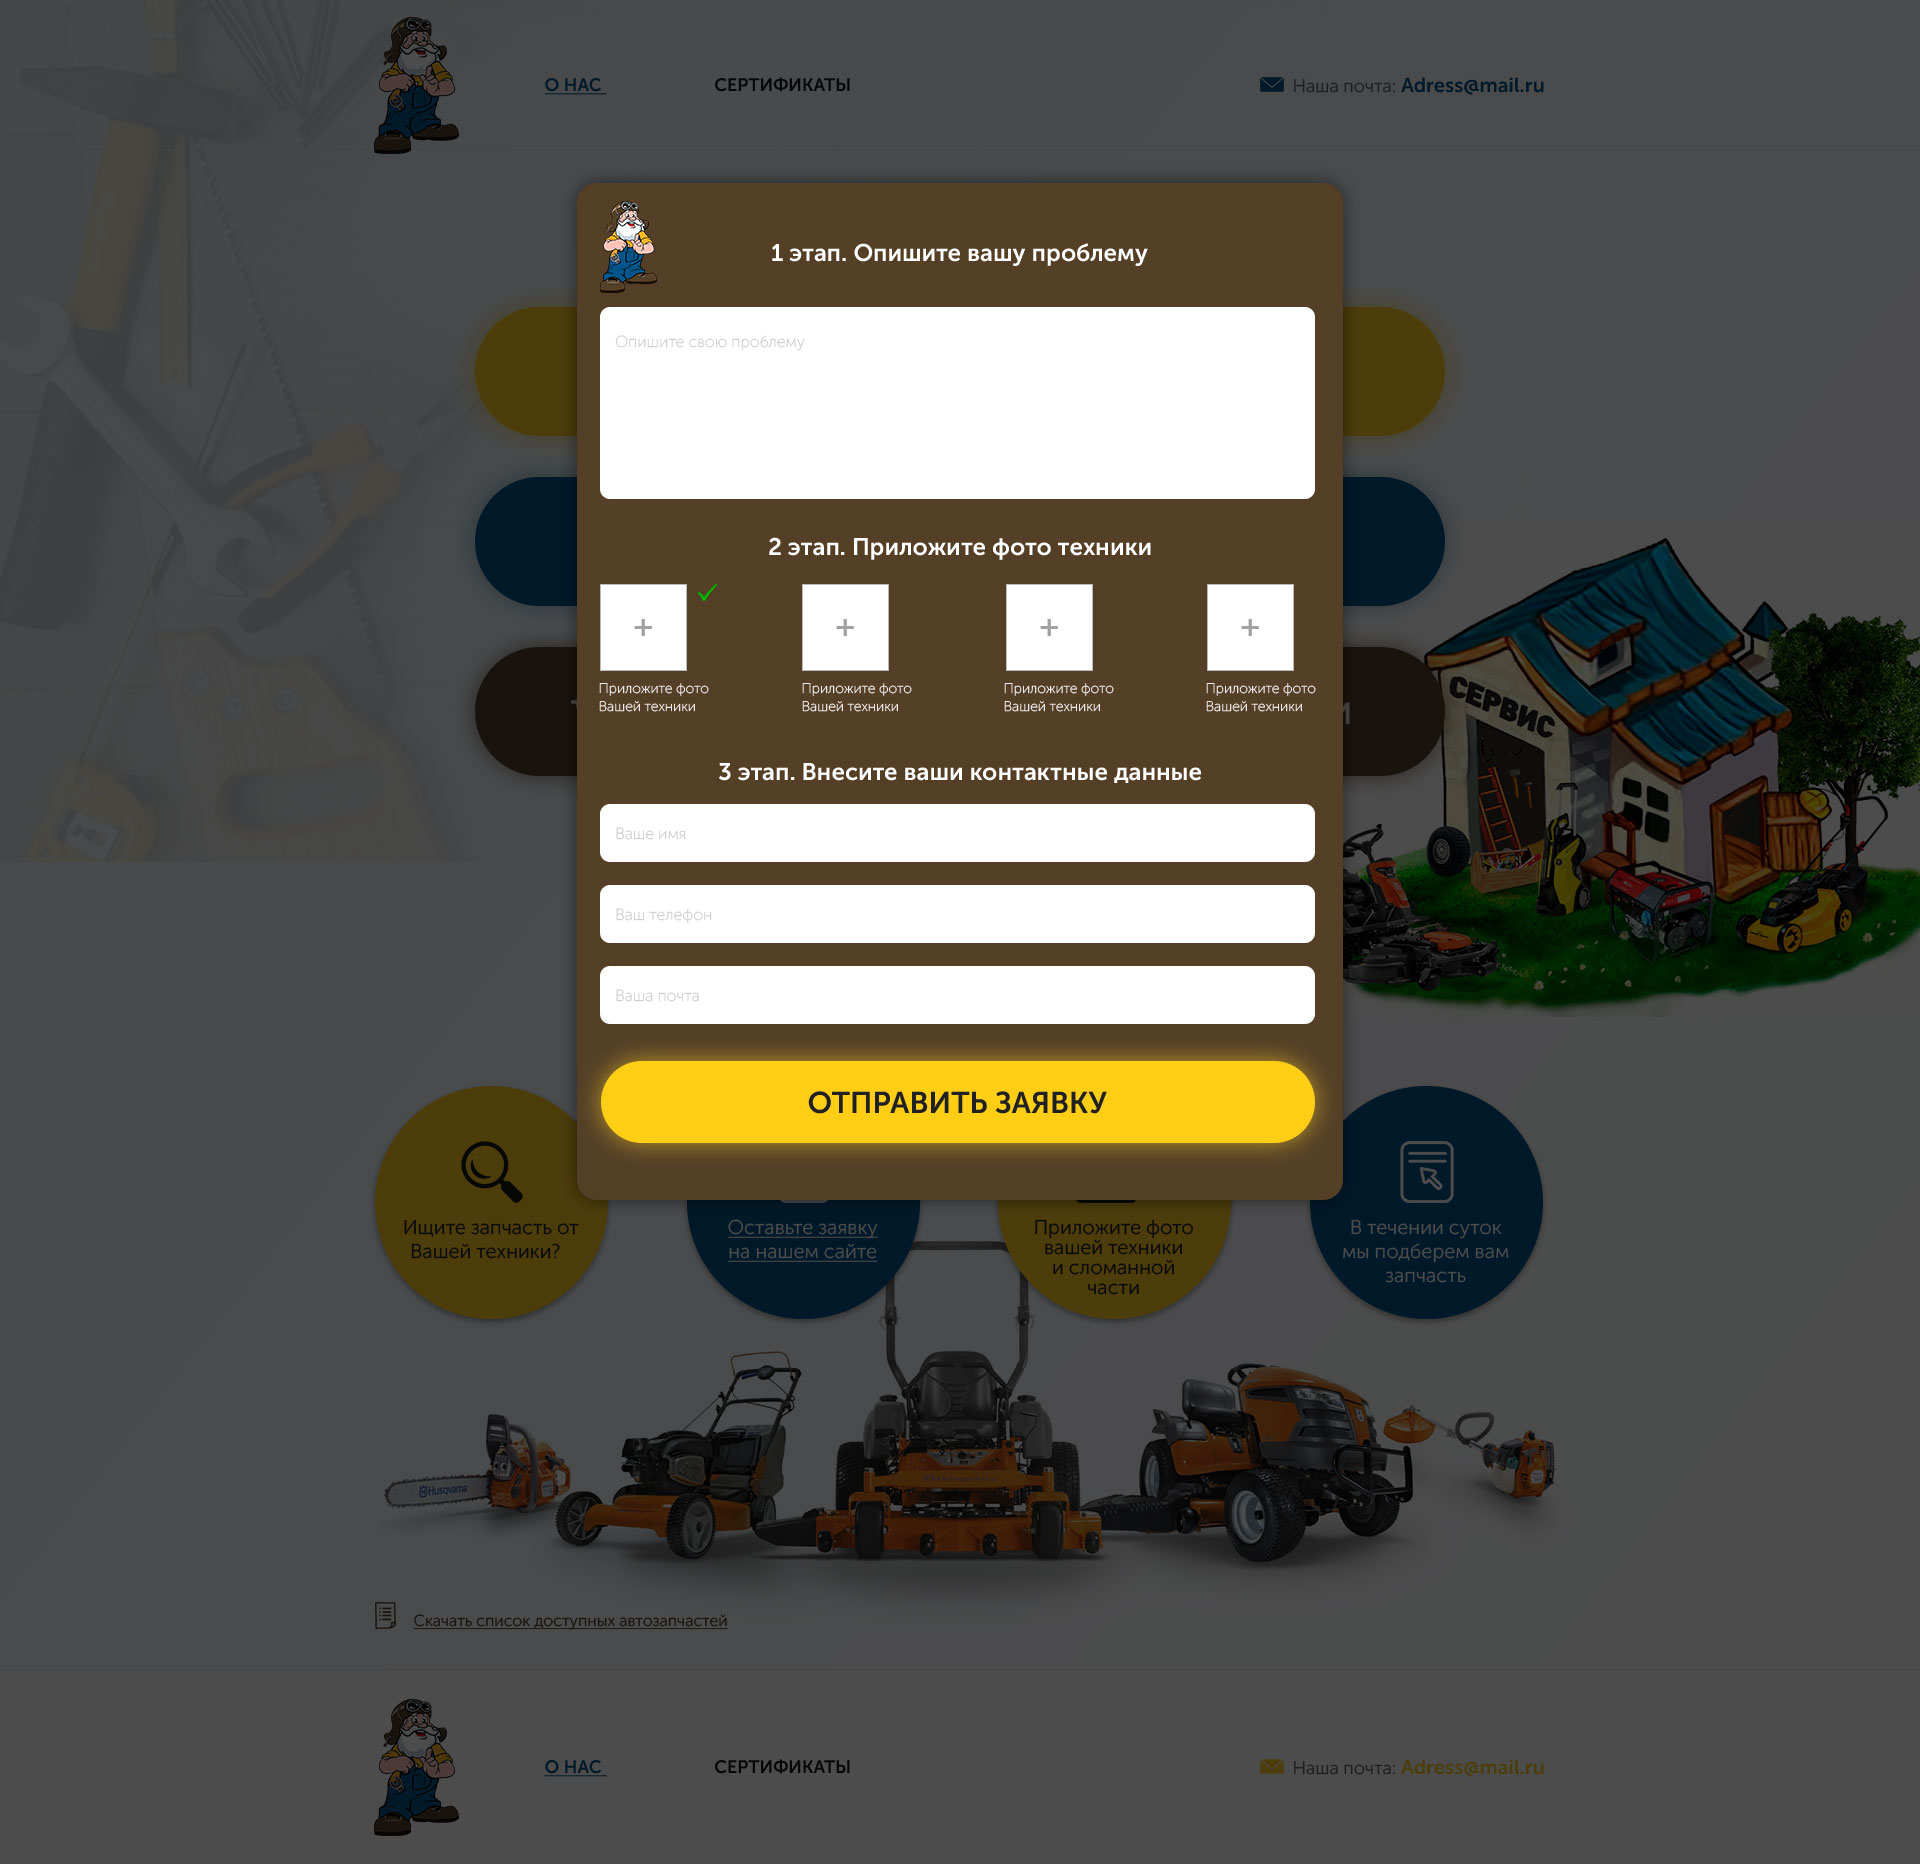 О НАС
СЕРТИФИКАТЫ
Наша почта: Adress@mail.ru
1 этап. Опишите вашу проблему
Опишите свою проблему
2 этап. Приложите фото техники
+ + + +
Приложите фото
Вашей техники
Приложите фото
Вашей техники
Приложите фото
Вашей техники
Приложите фото
Вашей техники
СЕРВИС
3 этап. Внесите ваши контактные данные
Ваше имя
Ваш телефон
Ваша почта
ОТПРАВИТЬ ЗАЯВКУ
Ищите запчасть от
Вашей техники?
Оставьте заявку
на нашем сайте
Приложите фото
вашей техники
и сломанной
части
В течении суток
мы подберем вам
запчасть
Husqvarna
Husqvarna
Скачать список доступных автозапчастей
О НАС
СЕРТИФИКАТЫ
Наша почта: Adress@mail.ru